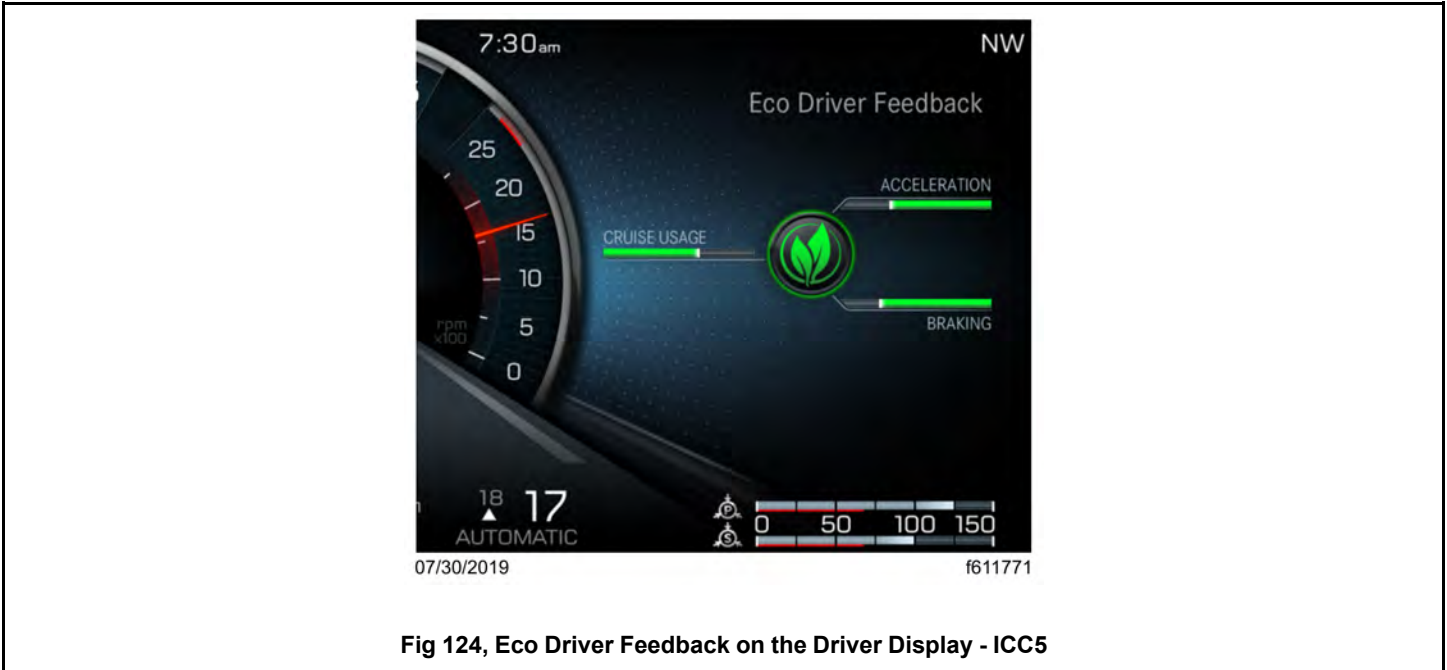 7:30am
NW
Eco Driver Feedback
25
20
15
10
5
0
rpm
x100
ACCELERATION
CRUISE USAGE
BRAKING
18 17
AUTOMATIC
P
S
0 50 100 150
07/30/2019
f611771
Fig 124, Eco Driver Feedback on the Driver Display - ICC5